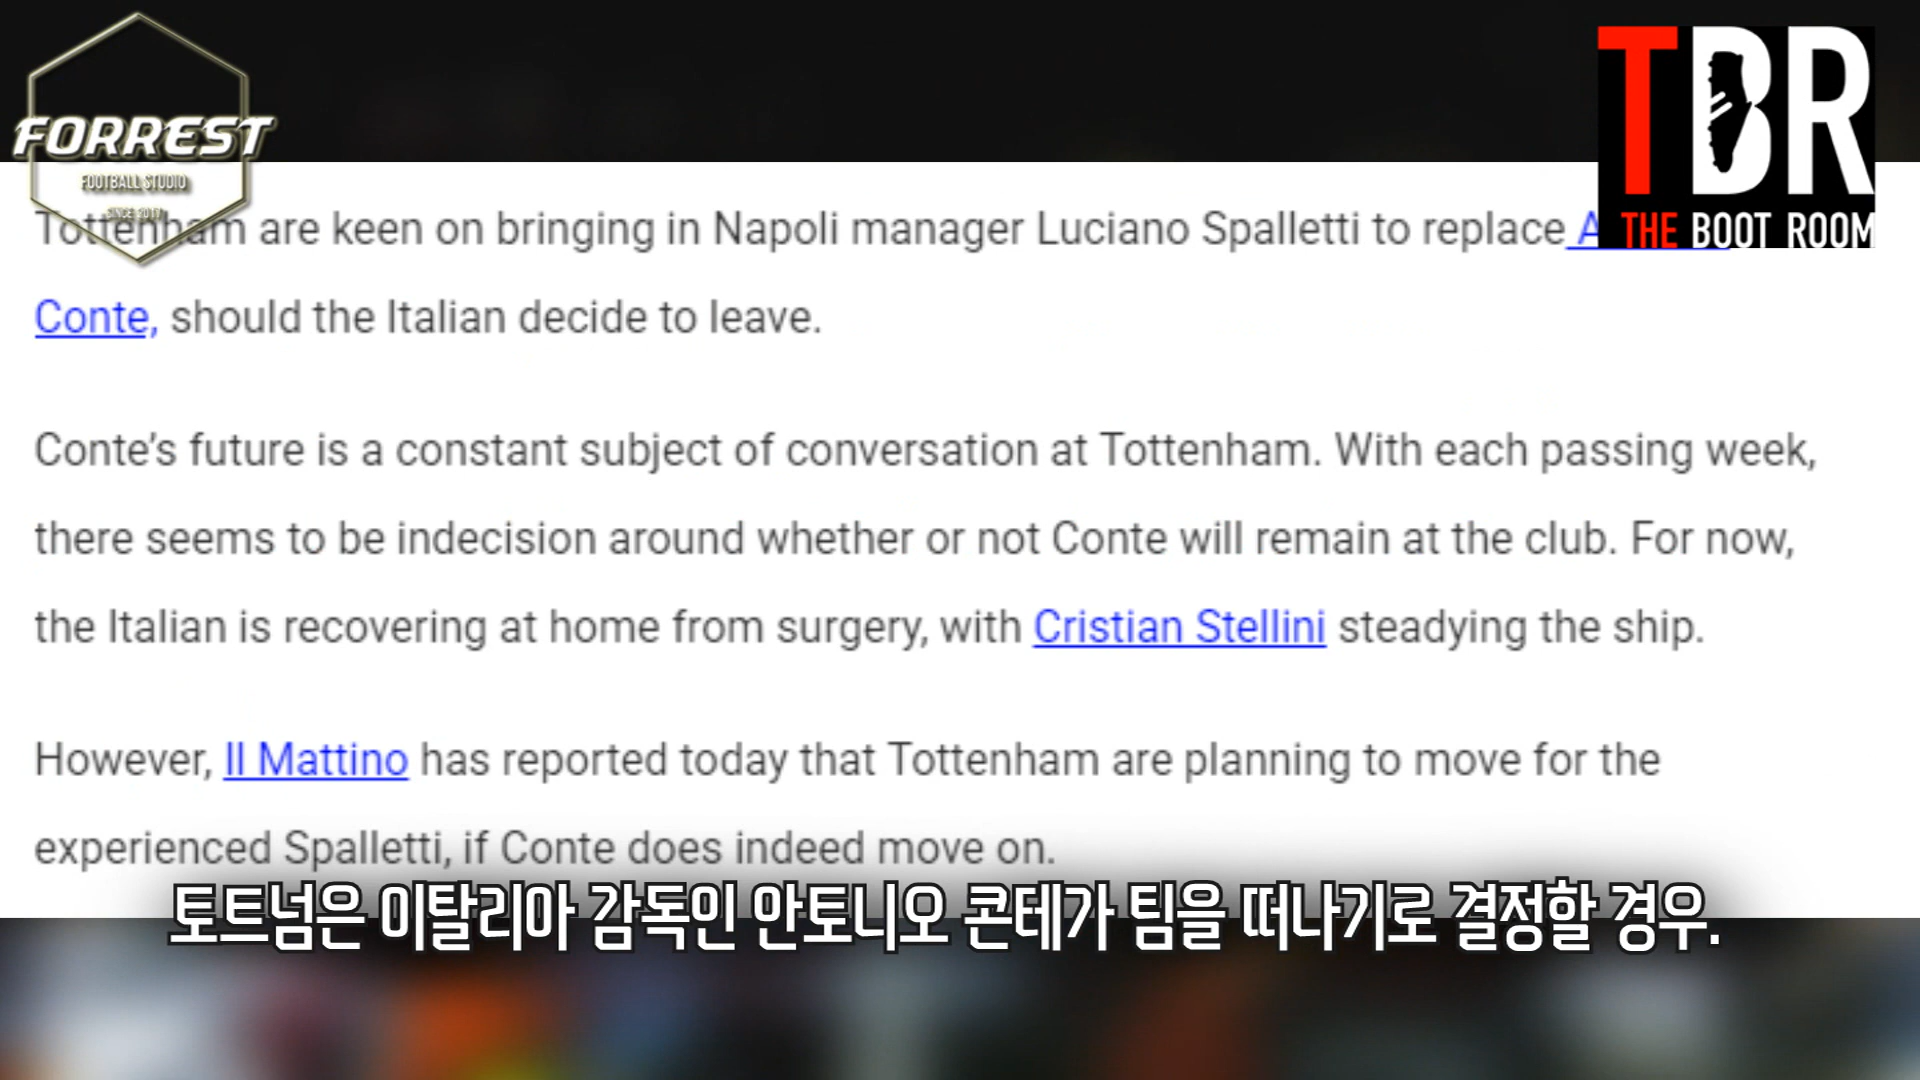 FORREST
FOOTBALL STUDIO
SINCE 2017
TBR
THE BOOT ROOM
Tottenham are keen on bringing in Napoli manager Luciano Spalletti to replace
Conte, should the Italian decide to leave.
Conte’s future is a constant subject of conversation at Tottenham. With each passing week,
there seems to be indecision around whether or not Conte will remain at the club. For now,
the Italian is recovering at home from surgery, with Cristian Stellini steadying the ship.
However, Il Mattino has reported today that Tottenham are planning to move for the
experienced Spalletti, if Conte does indeed move on.
토트넘은 이탈리아 감독인 안토니오 콘테가 팀을 떠나기로 결정할 경우.